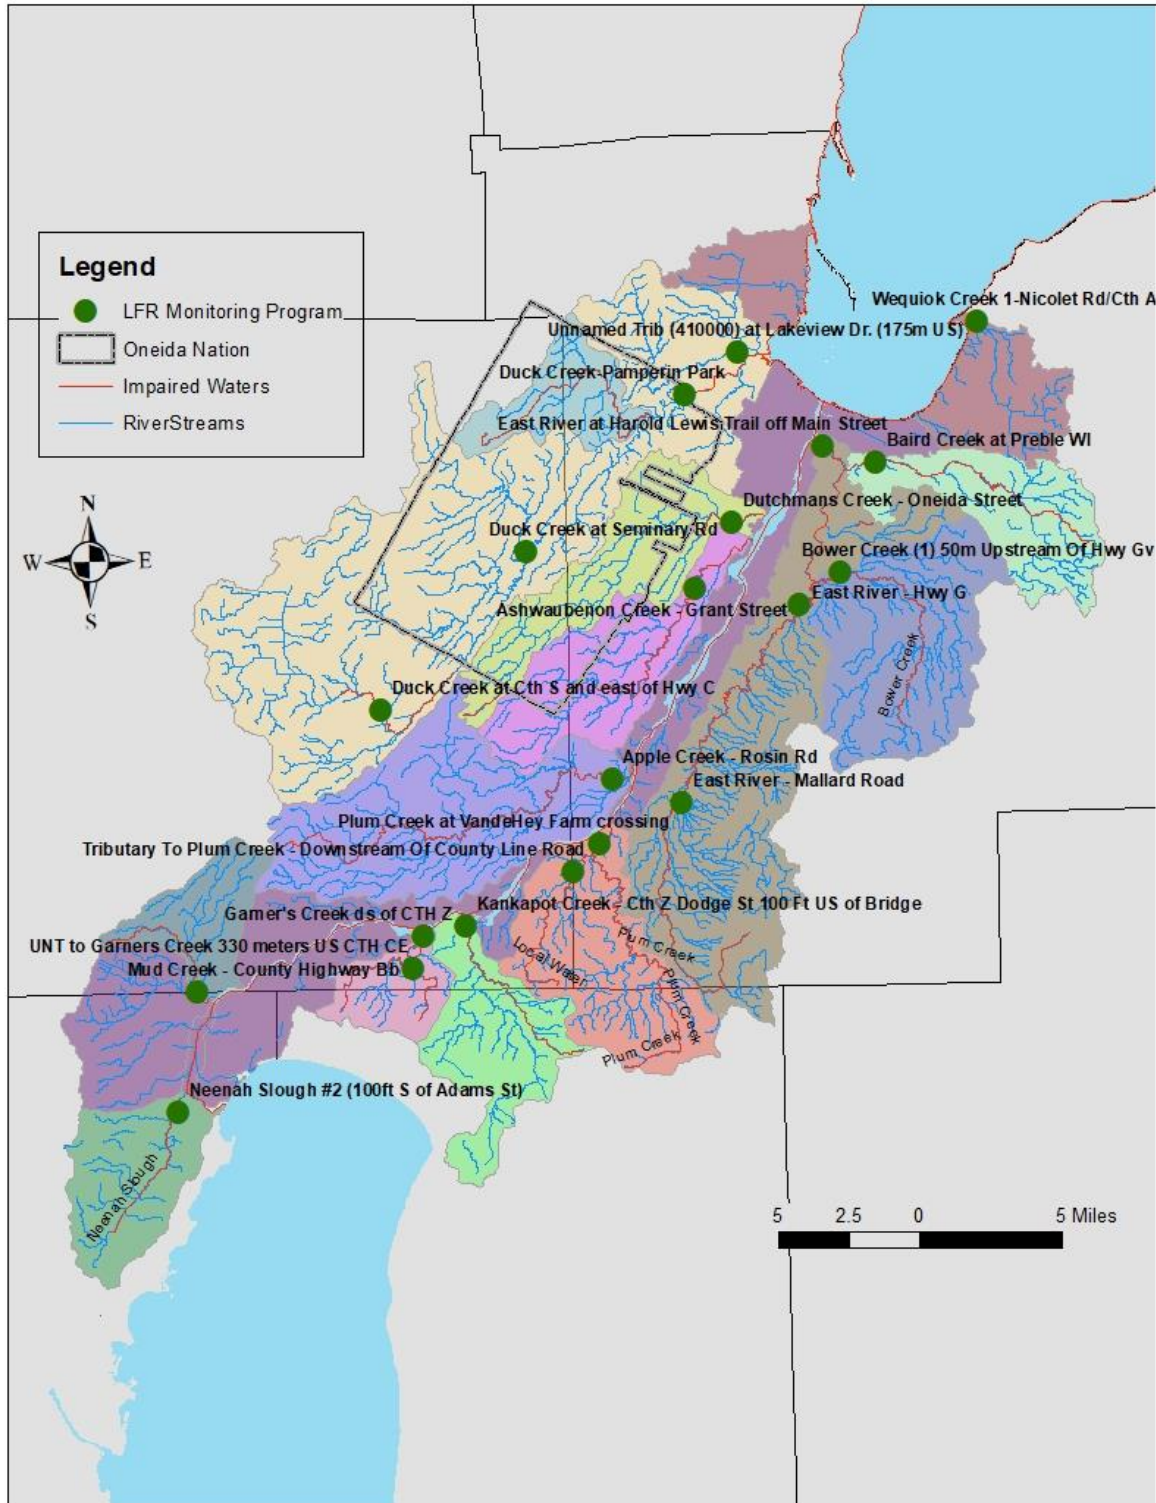 Legend
LFR Monitoring Program
Oneida Nation
Impaired Waters
RiverStreams
N
W E
S
Wequiok Creek 1-Nicolet Rd/Cth A
Unnamed Trib (410000) at Lakeview Dr. (175m US)
Duck Creek-Pamperin Park
East River at Harold Lewis Trail off Main Street
Baird Creek at Preble WI
Dutchmans Creek - Oneida Street
Duck Creek at Seminary Rd
Bower Creek (1) 50m Upstream Of Hwy Gv
East River - Hwy G
Ashwaubenon Creek - Grant Street
Bower Creek
Duck Creek at Cth S and east of Hwy C
Apple Creek - Rosin Rd
East River - Mallard Road
Plum Creek at VandeHey Farm crossing
Tributary To Plum Creek - Downstream Of County Line Road
Kankapot Creek - Cth Z Dodge St 100 Ft US of Bridge
Garner's Creek ds of CTH Z
UNT to Garners Creek 330 meters US CTH CE
Mud Creek - County Highway Bb
Plum Creek
Local Water
Plum Creek
Plum Creek
Neenah Slough #2 (100ft S of Adams St)
Neenah Slough
5 2.5 0 5 Miles